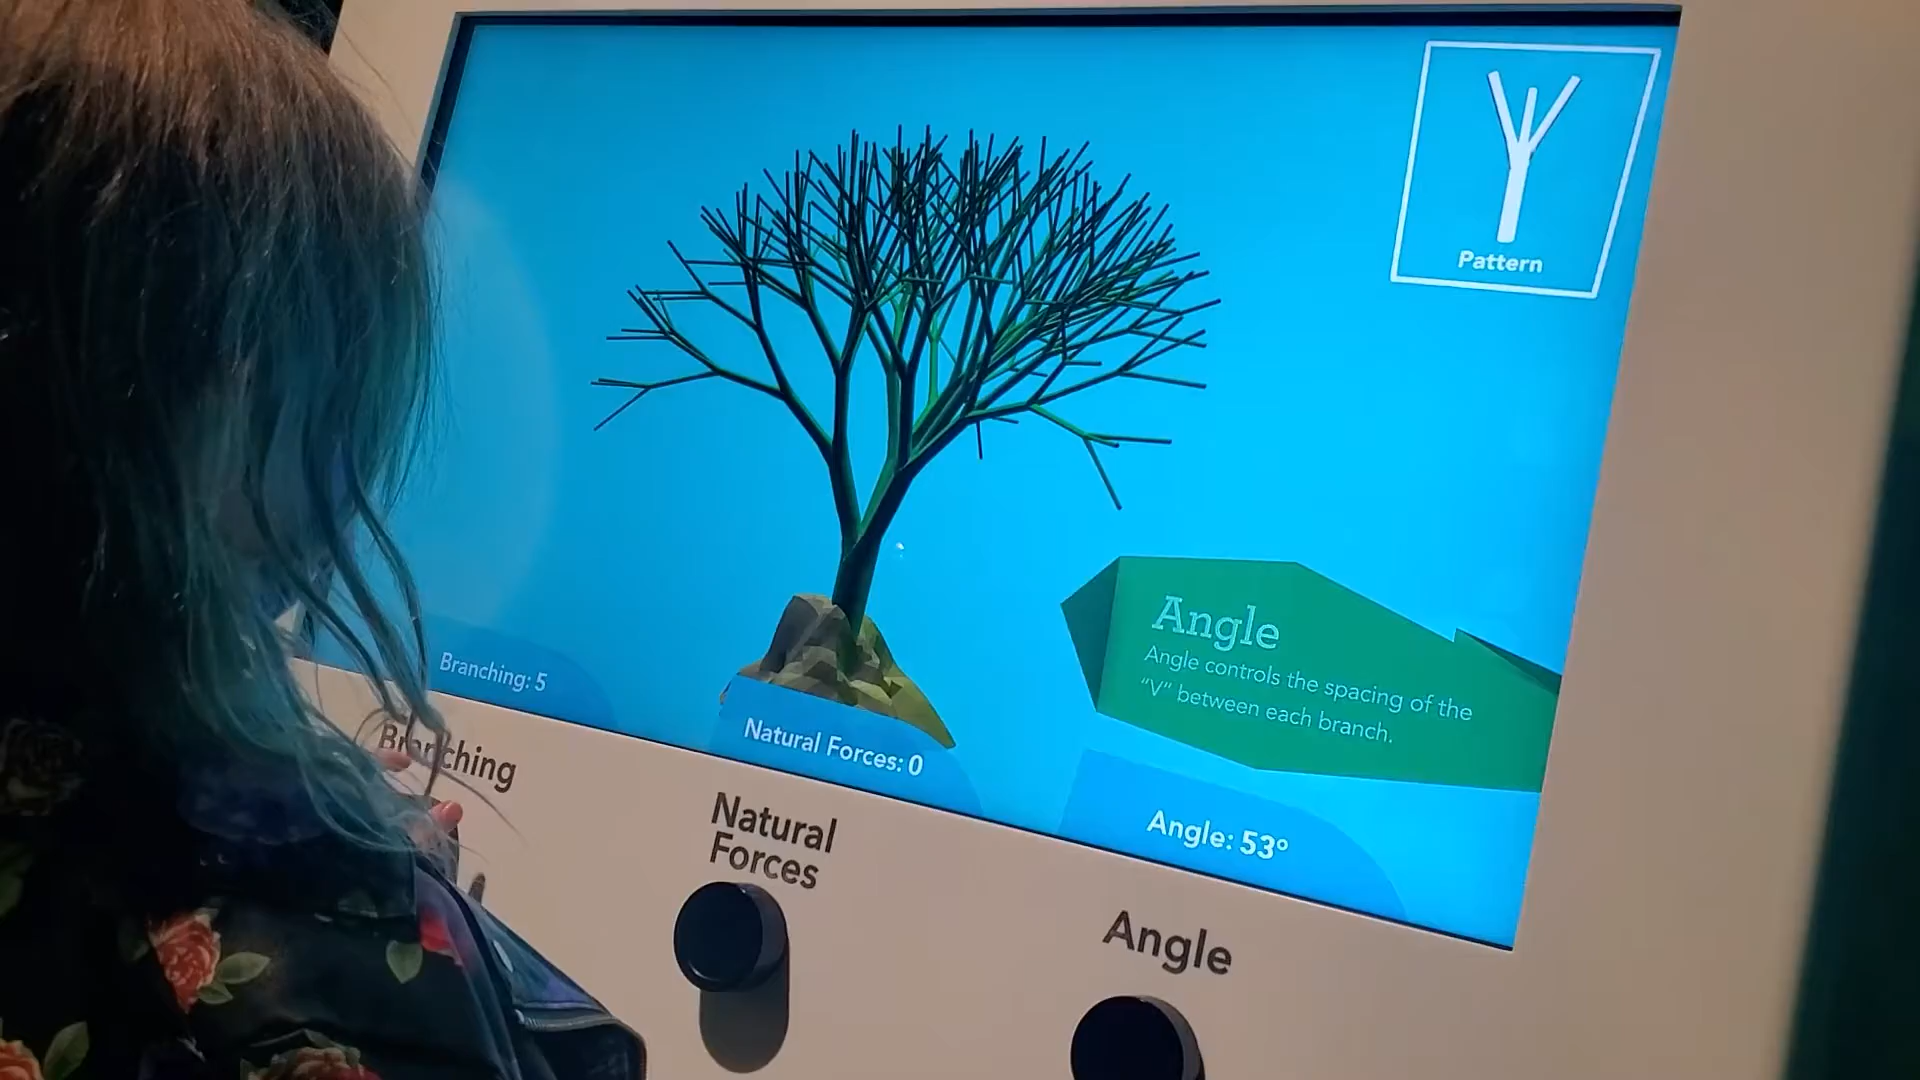 Pattern
Angle
Angle controls the spacing of the
“V” between each branch.
Branching: 5
Natural Forces: 0
Angle: 53°
Branching
Natural
Forces
Angle